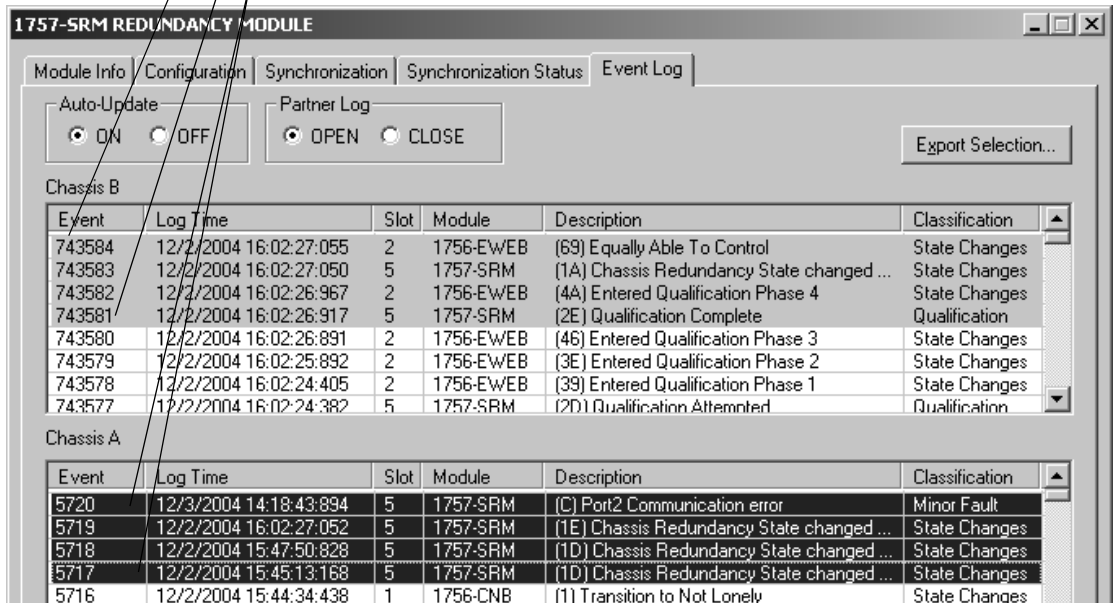 1757-SRM REDUNDANCY MODULE
Module Info Configuration Synchronization Synchronization Status Event Log
Auto-Update Partner Log
ON OFF OPEN CLOSE
Export Selection...
Chassis B
Event Log Time Slot Module Description Classification
743584 12/2/2004 16:02:27:055 2 1756-EWEB (69) Equally Able To Control State Changes
743583 12/2/2004 16:02:27:050 5 1757-SRM (1A) Chassis Redundancy State changed ... State Changes
743582 12/2/2004 16:02:26:967 2 1756-EWEB (4A) Entered Qualification Phase 4 State Changes
743581 12/2/2004 16:02:26:917 5 1757-SRM (2E) Qualification Complete Qualification
743580 12/2/2004 16:02:26:891 2 1756-EWEB (46) Entered Qualification Phase 3 State Changes
743579 12/2/2004 16:02:25:892 2 1756-EWEB (3E) Entered Qualification Phase 2 State Changes
743578 12/2/2004 16:02:24:405 2 1756-EWEB (39) Entered Qualification Phase 1 State Changes
743577 12/2/2004 16:02:24:382 5 1757-SRM (2D) Qualification Attempted Qualification
Chassis A
Event Log Time Slot Module Description Classification
5720 12/3/2004 14:18:43:894 5 1757-SRM (C) Port2 Communication error Minor Fault
5719 12/2/2004 16:02:27:052 5 1757-SRM (1E) Chassis Redundancy State changed ... State Changes
5718 12/2/2004 15:47:50:828 5 1757-SRM (1D) Chassis Redundancy State changed ... State Changes
5717 12/2/2004 15:45:13:168 5 1757-SRM (1D) Chassis Redundancy State changed ... State Changes
5716 12/2/2004 15:44:34:438 1 1756-CNB (1) Transition to Not Lonely State Changes